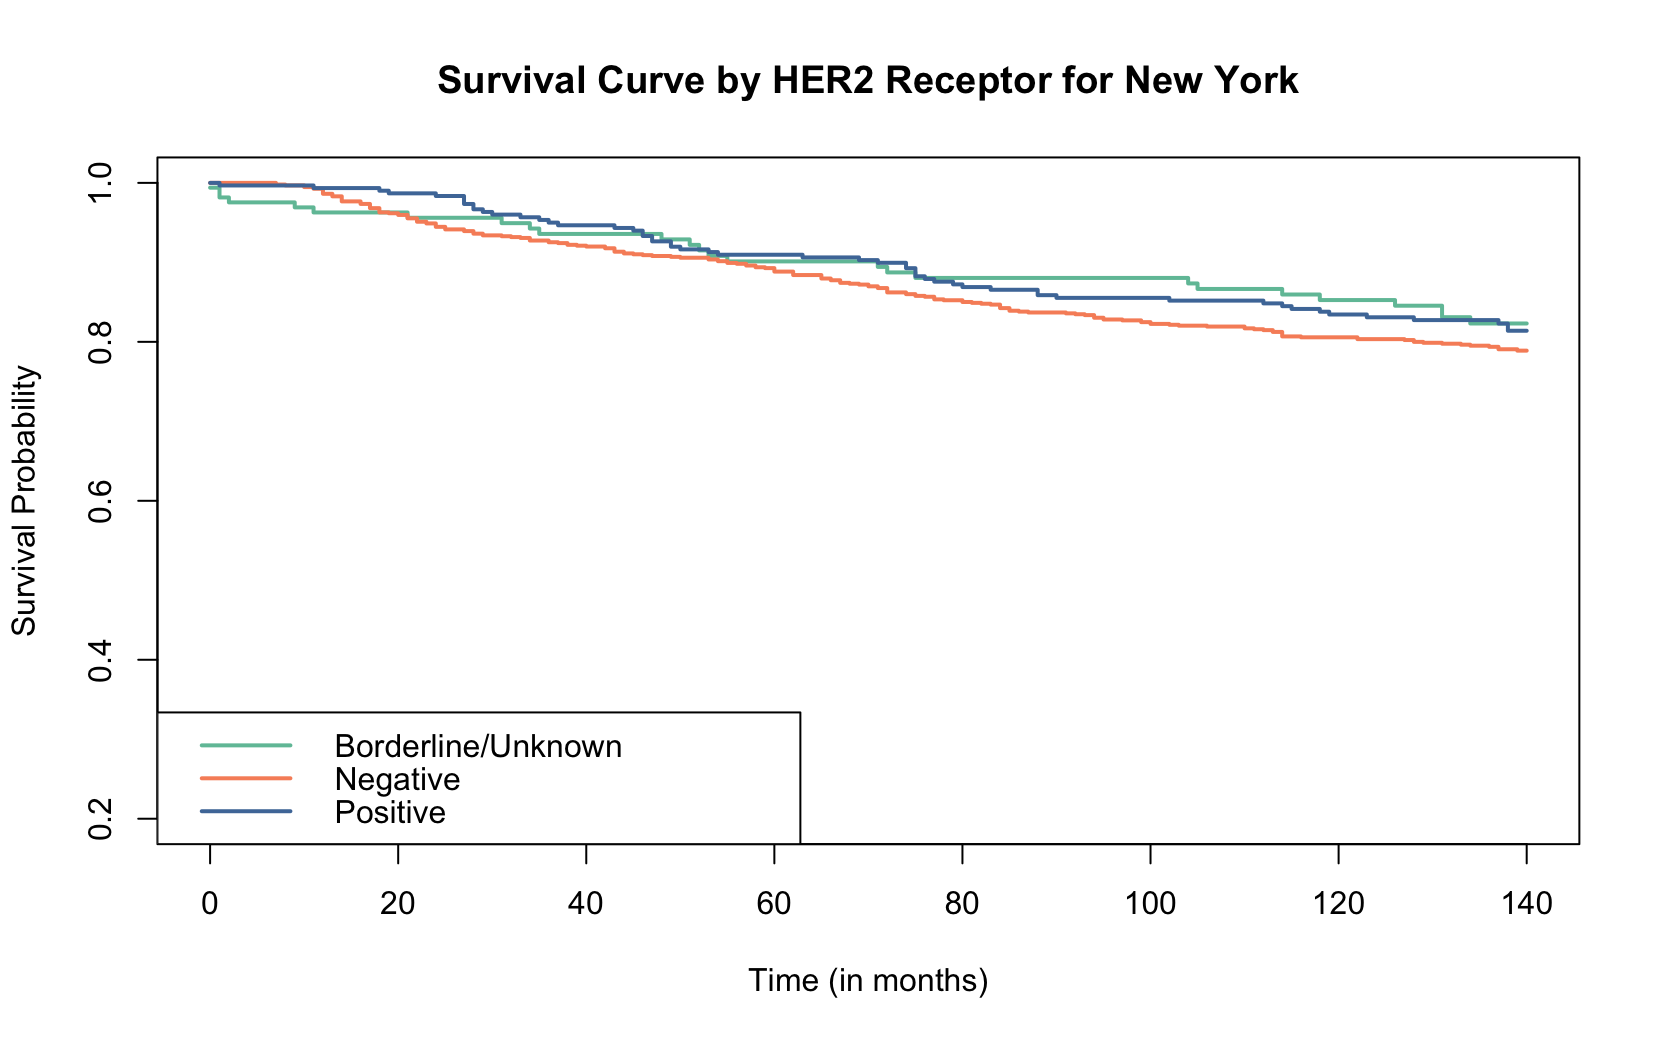 Survival Curve by HER2 Receptor for New York
Survival Probability
1.0
0.8
0.6
0.4
0.2
Borderline/Unknown
Negative
Positive
0 20 40 60 80 100 120 140
Time (in months)